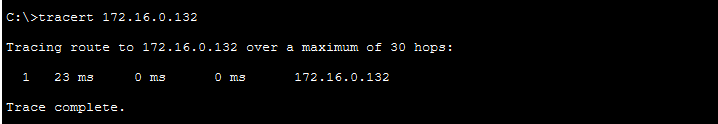 C:\>tracert 172.16.0.132
Tracing route to 172.16.0.132 over a maximum of 30 hops:
1 23 ms 0 ms 0 ms 172.16.0.132
Trace complete.